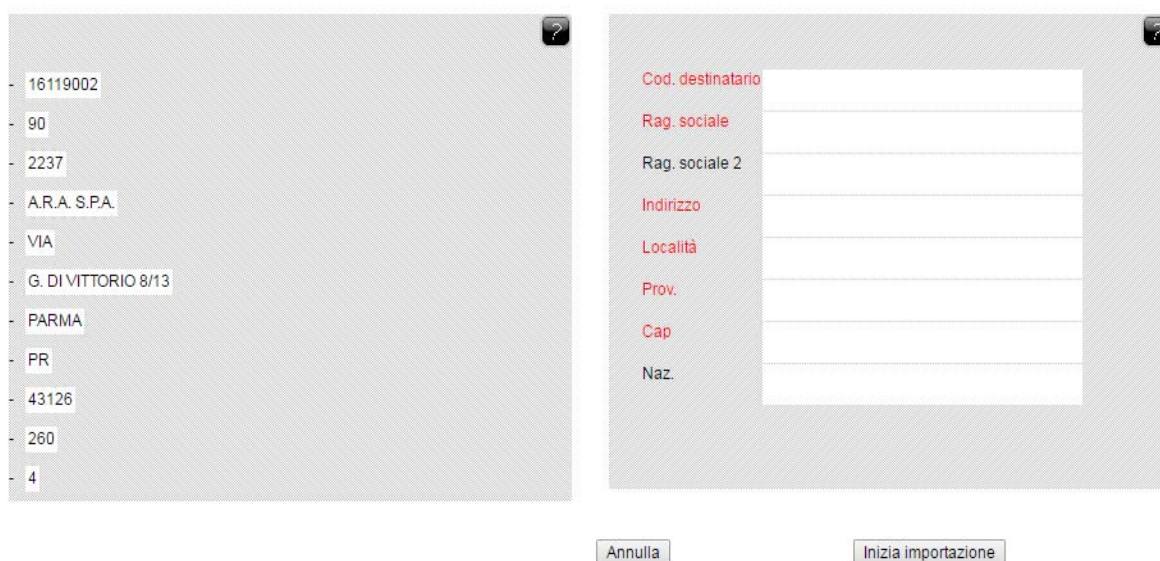 ?
- 16119002
- 90
- 2237
- A.R.A. S.P.A.
- VIA
- G. DI VITTORIO 8/13
- PARMA
- PR
- 43126
- 260
- 4
?
Cod. destinatario
Rag. sociale
Rag. sociale 2
Indirizzo
Località
Prov.
Cap
Naz.
Annulla
Inizia importazione